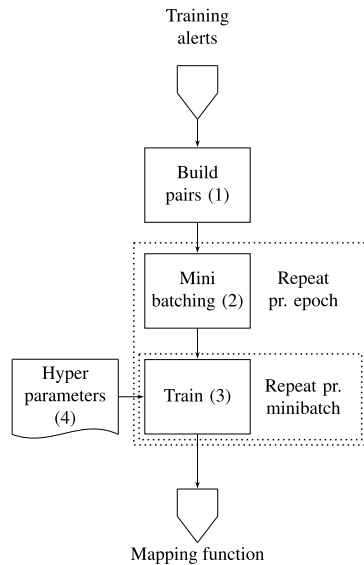 Training
alerts
Build
pairs (1)
Mini
batching (2)
Repeat
pr. epoch
Hyper
parameters
(4)
Train (3)
Repeat pr.
minibatch
Mapping function